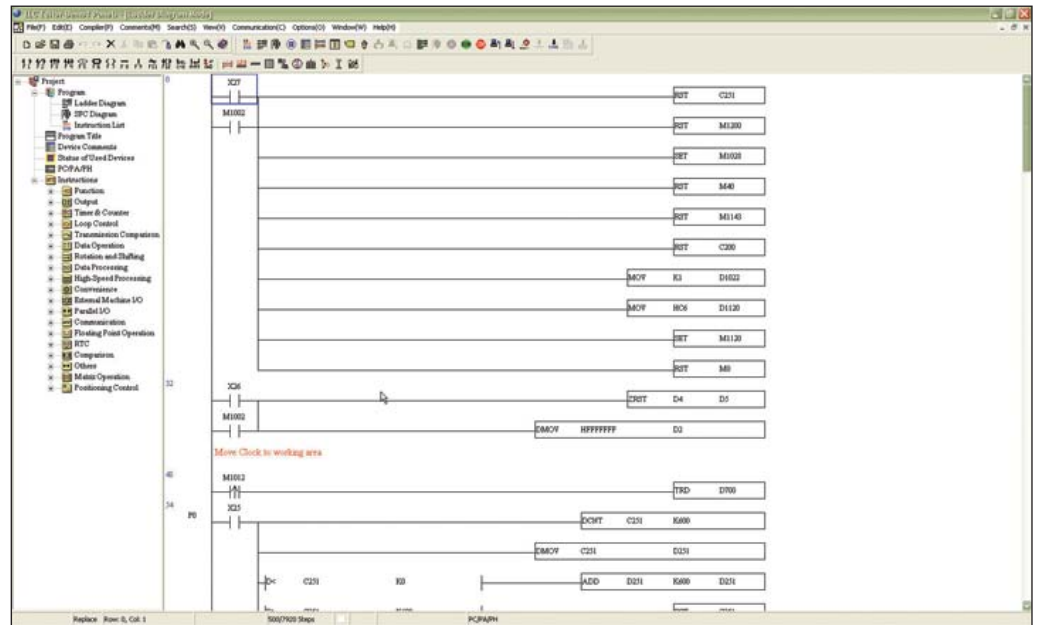 File(F) Edit(E) Compiler(P) Comments(M) Search(S) View(V) Communication(C) Options(O) Window(W) Help(H)
Project
Program
Ladder Diagram
SFC Diagram
Instruction List
Program Title
Device Comments
Status of Used Devices
PC/PA/PH
Instructions
Function
Output
Timer & Counter
Loop Control
Transmission Comparison
Data Operation
Rotation and Shifting
Data Processing
High-Speed Processing
Convenience
External Machine I/O
Parallel I/O
Communication
Floating Point Operation
RTC
Comparison
Others
Matrix Operation
Positioning Control
0
X27
RST C251
M1002
RST M1200
SET M1028
RST M40
RST M1143
RST C200
MOV K1 D1022
MOV HC6 D1120
SET M1120
RST M0
32
X26
ZRST D4 D5
M1002
DMOV HFFFFFFF D2
Move Clock to working area
48
M1012
TRD D700
54
P0
X25
DCNT C251 K600
DMOV C251 D251
D< C251 K0
ADD D251 K600 D251
Replace Row: 0, Col: 1 500/7920 Steps PC/PA/PH